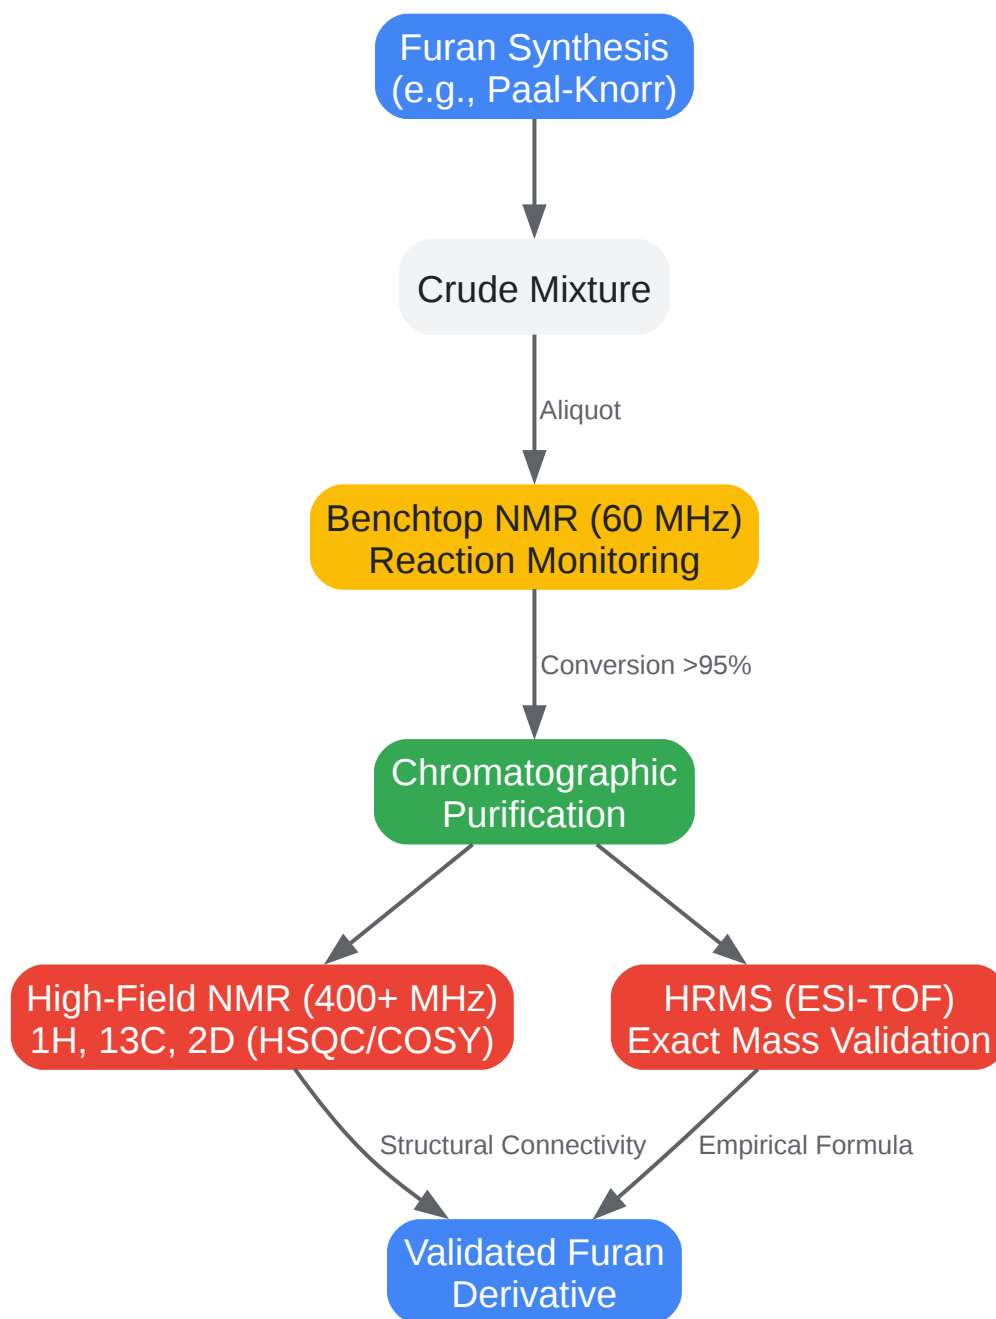 Furan Synthesis
(e.g., Paal-Knorr)
Crude Mixture
Aliquot
Benchtop NMR (60 MHz)
Reaction Monitoring
Conversion >95%
Chromatographic
Purification
High-Field NMR (400+ MHz)
1H, 13C, 2D (HSQC/COSY)
HRMS (ESI-TOF)
Exact Mass Validation
Structural Connectivity
Empirical Formula
Validated Furan
Derivative